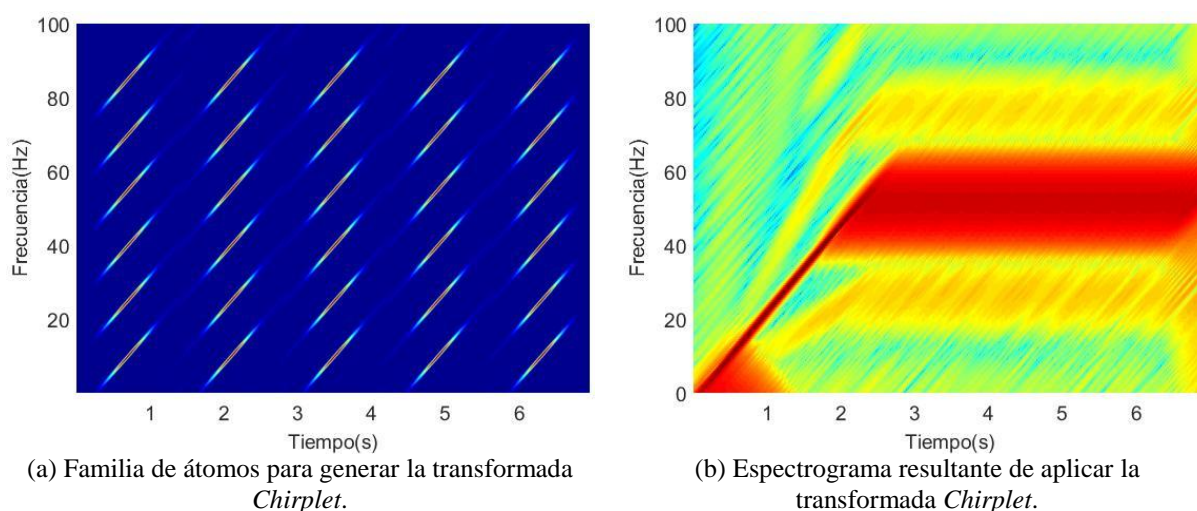 100
80
60
40
20
Frecuencia(Hz)
1 2 3 4 5 6
Tiempo(s)
(a) Familia de átomos para generar la transformada
Chirplet.
100
80
60
40
20
0
Frecuencia(Hz)
1 2 3 4 5 6
Tiempo(s)
(b) Espectrograma resultante de aplicar la
transformada Chirplet.